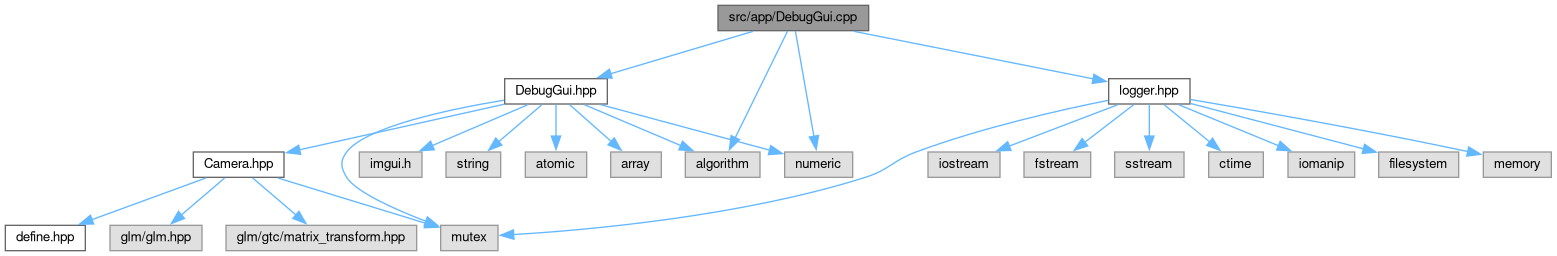 src/app/DebugGui.cpp
DebugGui.hpp
logger.hpp
Camera.hpp
imgui.h
string
atomic
array
algorithm
numeric
iostream
fstream
sstream
ctime
iomanip
filesystem
memory
define.hpp
glm/glm.hpp
glm/gtc/matrix_transform.hpp
mutex